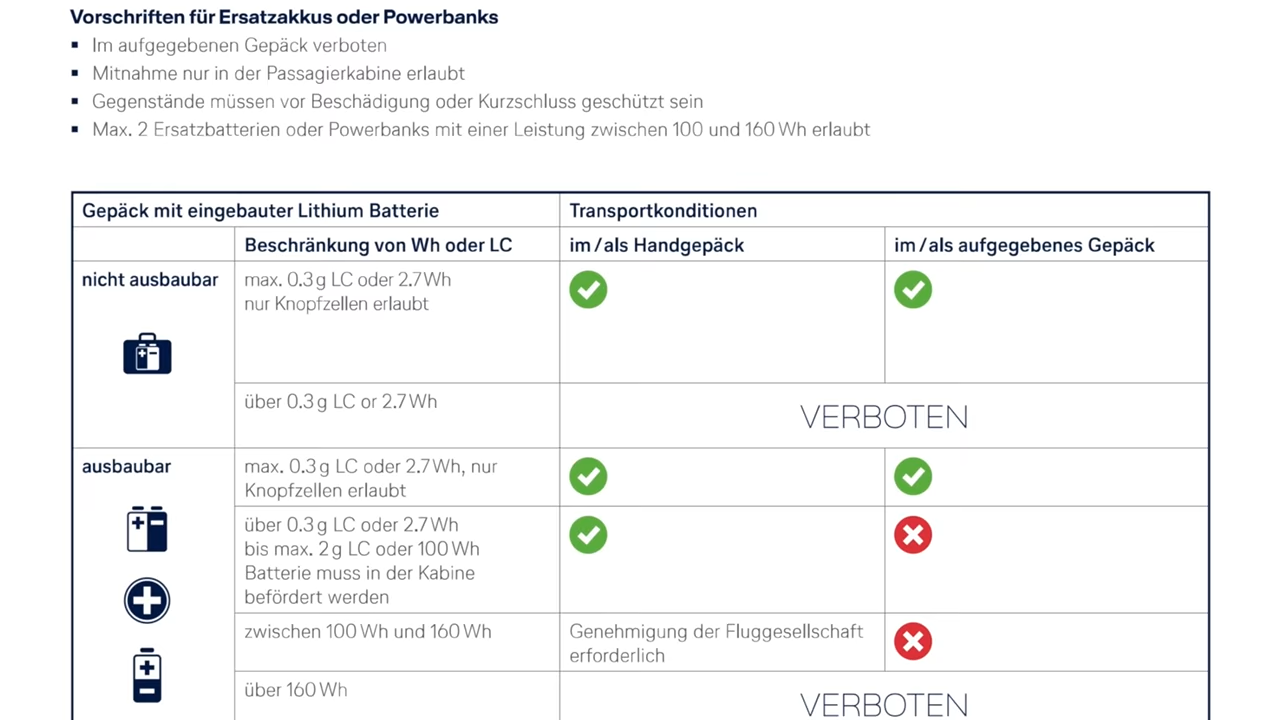 Vorschriften für Ersatzakkus oder Powerbanks
▪ Im aufgegebenen Gepäck verboten
▪ Mitnahme nur in der Passagierkabine erlaubt
▪ Gegenstände müssen vor Beschädigung oder Kurzschluss geschützt sein
▪ Max. 2 Ersatzbatterien oder Powerbanks mit einer Leistung zwischen 100 und 160 Wh erlaubt
Gepäck mit eingebauter Lithium Batterie
Transportkonditionen
Beschränkung von Wh oder LC
im/als Handgepäck
im/als aufgegebenes Gepäck
nicht ausbaubar
max. 0.3 g LC oder 2.7 Wh
nur Knopfzellen erlaubt
über 0.3 g LC or 2.7 Wh
VERBOTEN
ausbaubar
max. 0.3 g LC oder 2.7 Wh, nur
Knopfzellen erlaubt
über 0.3 g LC oder 2.7 Wh
bis max. 2 g LC oder 100 Wh
Batterie muss in der Kabine
befördert werden
zwischen 100 Wh und 160 Wh
Genehmigung der Fluggesellschaft
erforderlich
über 160 Wh
VERBOTEN